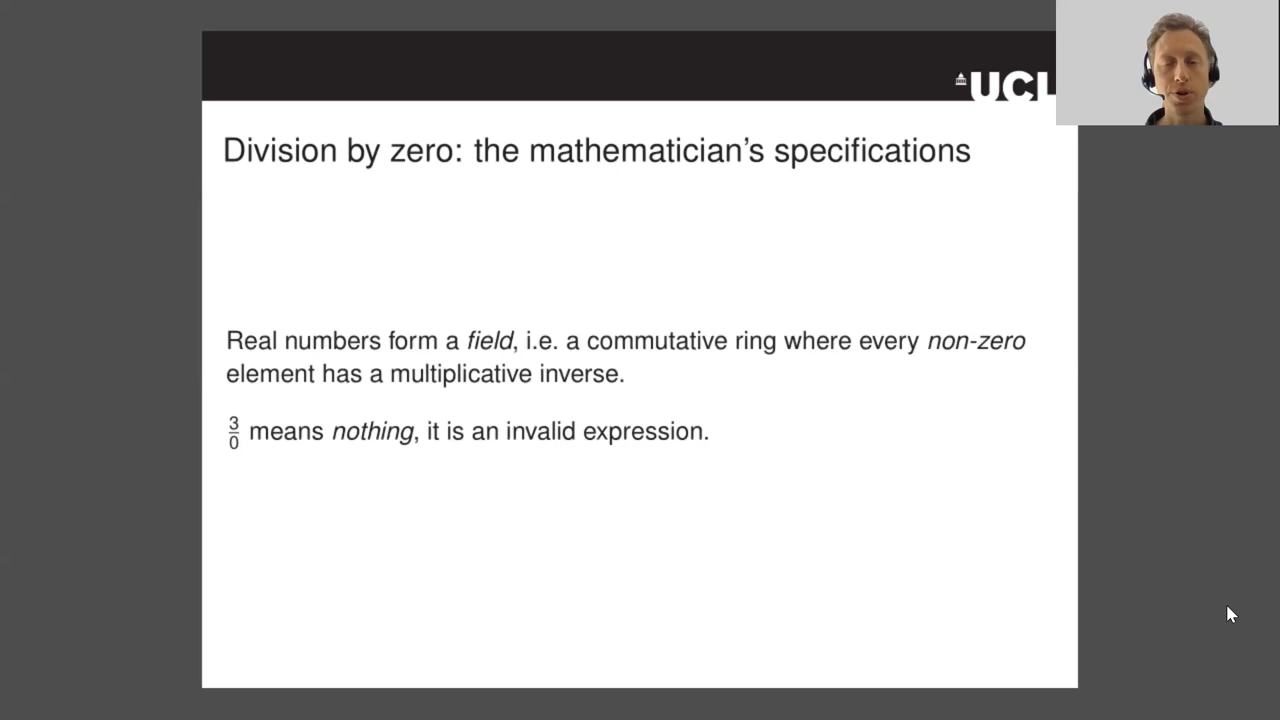 UCL
Division by zero: the mathematician's specifications
Real numbers form a field, i.e. a commutative ring where every non-zero
element has a multiplicative inverse.
3/0 means nothing, it is an invalid expression.